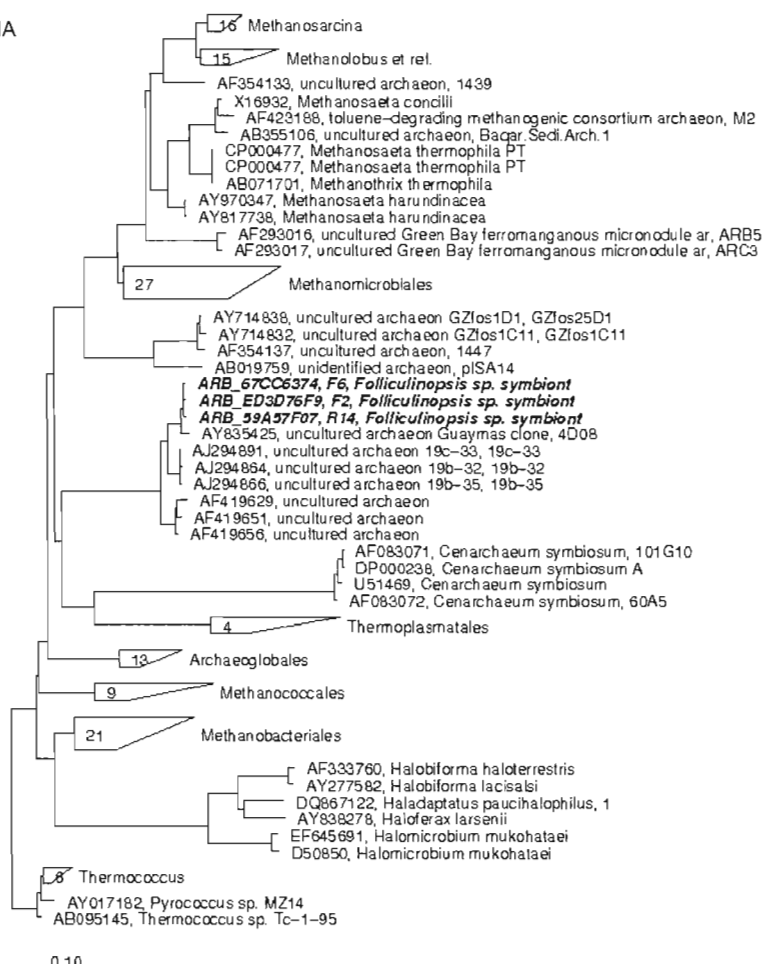 IA
16 Methanosarcina
15 Methanolobus et rel.
AF354133, uncultured archaeon, 1439
X16932, Methanosaeta concilii
AF423188, toluene-degrading methanogenic consortium archaeon, M2
AB355106, uncultured archaeon, Baqar.Sedi.Arch.1
CP000477, Methanosaeta thermophila PT
CP000477, Methanosaeta thermophila PT
AB071701, Methanothrix thermophila
AY970347, Methanosaeta harundinacea
AY817738, Methanosaeta harundinacea
AF293016, uncultured Green Bay ferromanganous micronodule ar, ARB5
AF293017, uncultured Green Bay ferromanganous micronodule ar, ARC3
27 Methanomicrobiales
AY714838, uncultured archaeon GZfos1D1, GZfos25D1
AY714832, uncultured archaeon GZfos1C11, GZfos1C11
AF354137, uncultured archaeon, 1447
AB019759, unidentified archaeon, pISA14
ARB_67CC6374, F6, Folliculinopsis sp. symbiont
ARB_ED3D76F9, F2, Folliculinopsis sp. symbiont
ARB_59A57F07, R14, Folliculinopsis sp. symbiont
AY835425, uncultured archaeon Guaymas clone, 4D08
AJ294891, uncultured archaeon 19c-33, 19c-33
AJ294864, uncultured archaeon 19b-32, 19b-32
AJ294866, uncultured archaeon 19b-35, 19b-35
AF419629, uncultured archaeon
AF419651, uncultured archaeon
AF419656, uncultured archaeon
AF083071, Cenarchaeum symbiosum, 101G10
DP000238, Cenarchaeum symbiosum A
U51469, Cenarchaeum symbiosum
AF083072, Cenarchaeum symbiosum, 60A5
4 Thermoplasmatales
13 Archaeoglobales
9 Methanococcales
21 Methanobacteriales
AF333760, Halobiforma haloterrestris
AY277582, Halobiforma lacisalsi
DQ867122, Haladaptatus paucihalophilus, 1
AY838278, Haloferax larsenii
EF645691, Halomicrobium mukohataei
D50850, Halomicrobium mukohataei
8 Thermococcus
AY017182, Pyrococcus sp. MZ14
AB095145, Thermococcus sp. Tc-1-95
0.10